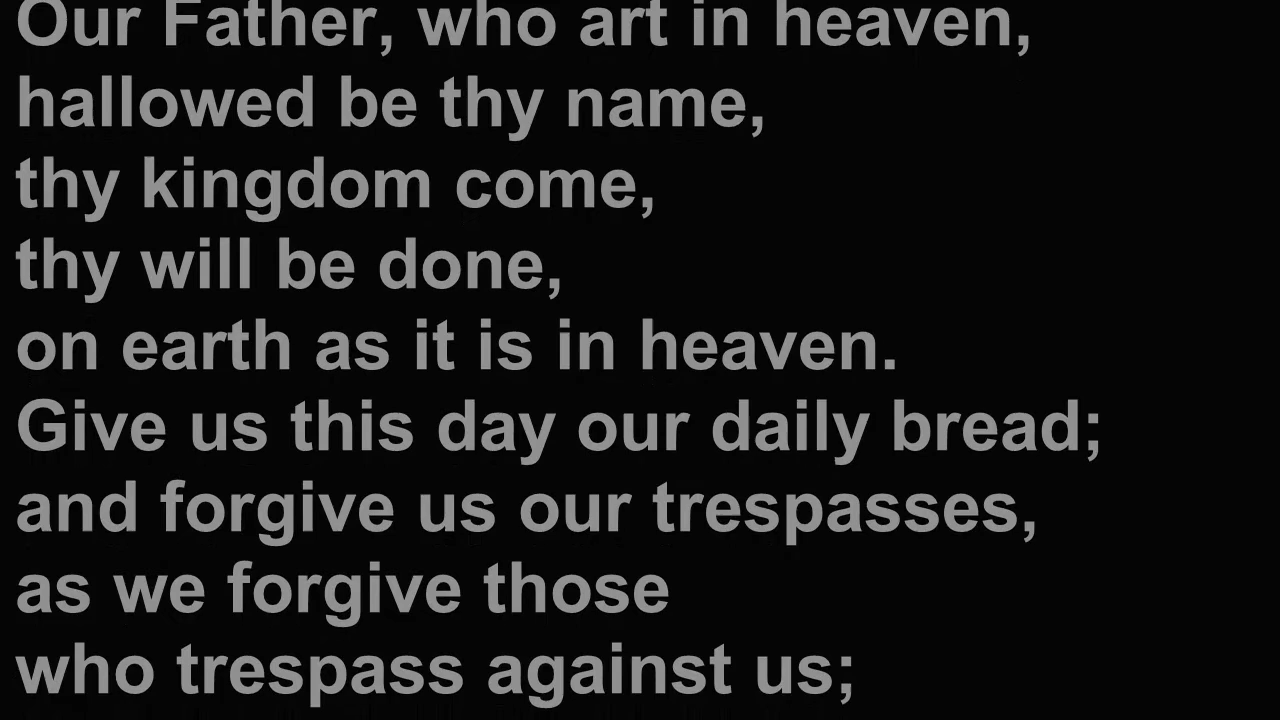 Our Father, who art in heaven,
hallowed be thy name,
thy kingdom come,
thy will be done,
on earth as it is in heaven.
Give us this day our daily bread;
and forgive us our trespasses,
as we forgive those
who trespass against us;